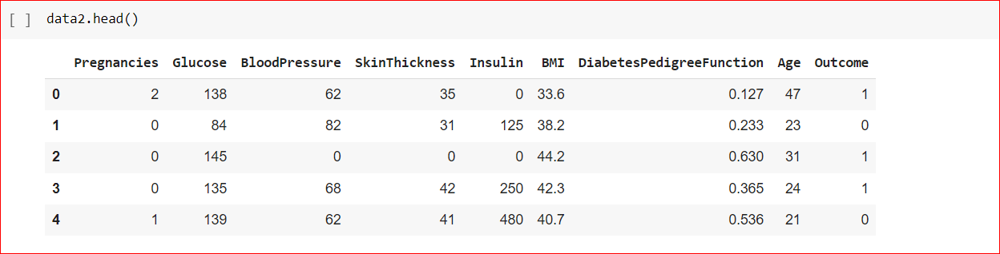 [ ] data2.head()
Pregnancies Glucose BloodPressure SkinThickness Insulin BMI DiabetesPedigreeFunction Age Outcome
0 2 138 62 35 0 33.6 0.127 47 1
1 0 84 82 31 125 38.2 0.233 23 0
2 0 145 0 0 0 44.2 0.630 31 1
3 0 135 68 42 250 42.3 0.365 24 1
4 1 139 62 41 480 40.7 0.536 21 0